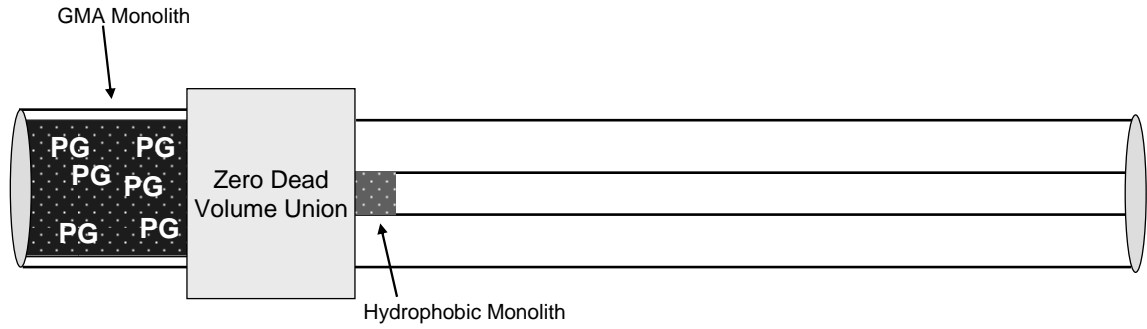 GMA Monolith
PG PG
PG PG
PG PG
Zero Dead
Volume Union
Hydrophobic Monolith